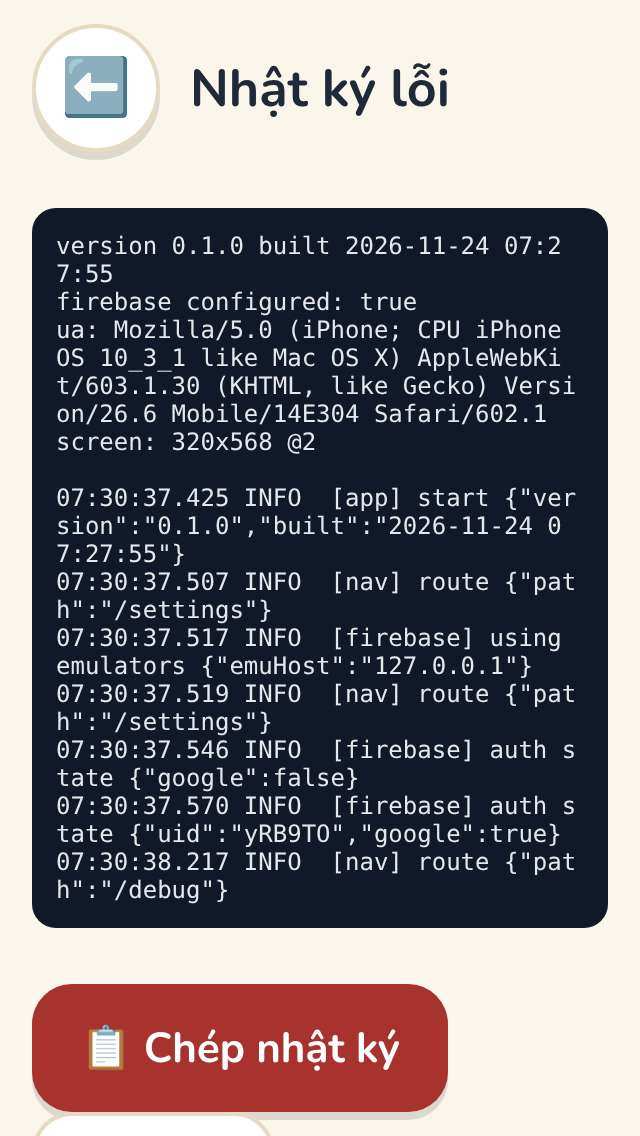 Nhật ký lỗi
version 0.1.0 built 2026-11-24 07:2
7:55
firebase configured: true
ua: Mozilla/5.0 (iPhone; CPU iPhone
OS 10_3_1 like Mac OS X) AppleWebKi
t/603.1.30 (KHTML, like Gecko) Versi
on/26.6 Mobile/14E304 Safari/602.1
screen: 320x568 @2

07:30:37.425 INFO  [app] start {"ver
sion":"0.1.0","built":"2026-11-24 0
7:27:55"}
07:30:37.507 INFO  [nav] route {"pat
h":"/settings"}
07:30:37.517 INFO  [firebase] using
emulators {"emuHost":"127.0.0.1"}
07:30:37.519 INFO  [nav] route {"pat
h":"/settings"}
07:30:37.546 INFO  [firebase] auth s
tate {"google":false}
07:30:37.570 INFO  [firebase] auth s
tate {"uid":"yRB9TO","google":true}
07:30:38.217 INFO  [nav] route {"pat
h":"/debug"}
Chép nhật ký